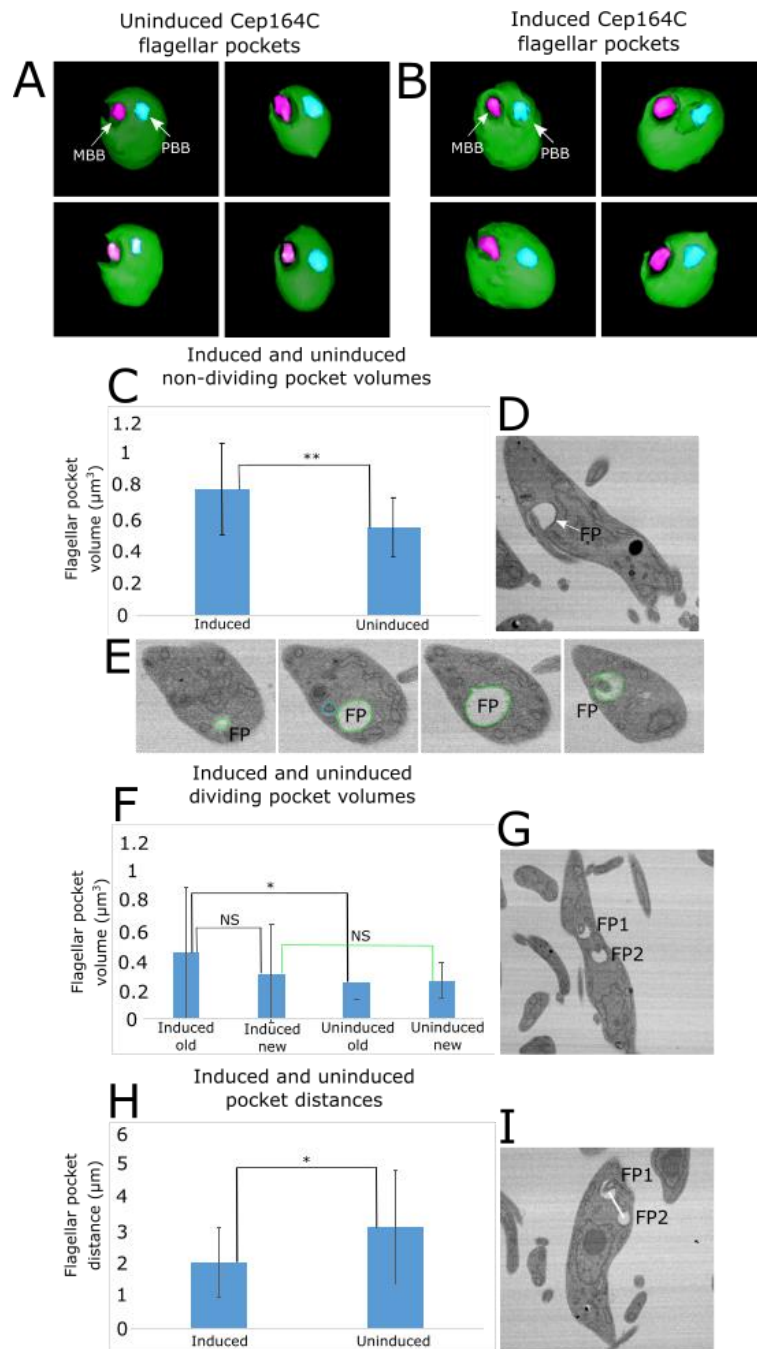 Uninduced Cep164C
flagellar pockets
Induced Cep164C
flagellar pockets
A
MBB
PBB
B
MBB
PBB
Induced and uninduced
non-dividing pocket volumes
C
Flagellar pocket
volume (µm³)
1.2
1
0.8
0.6
0.4
0.2
0
**
Induced
Uninduced
D
FP
E
FP
FP
FP
FP
Induced and uninduced
dividing pocket volumes
F
Flagellar pocket
volume (µm³)
1.2
1
0.8
0.6
0.4
0.2
0
*
NS
NS
Induced
old
Induced
new
Uninduced
old
Uninduced
new
G
FP1
FP2
Induced and uninduced
pocket distances
H
Flagellar pocket
distance (µm)
6
5
4
3
2
1
0
*
Induced
Uninduced
I
FP1
FP2